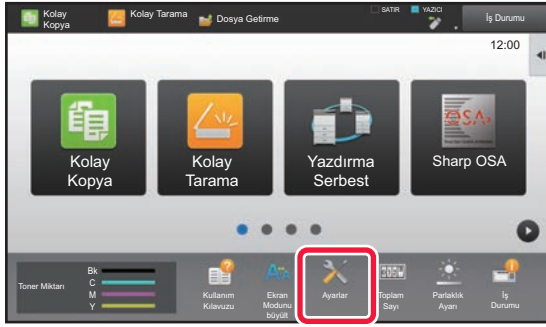 Kolay
Kopya
Kolay Tarama
Dosya Getirme
SATIR
YAZICI
İş Durumu
12:00
Kolay
Kopya
Kolay
Tarama
Yazdırma
Serbest
OSA
Sharp OSA
Toner Miktarı
Bk
C
M
Y
Kullanım
Kılavuzu
Ekran
Modunu
büyült
Ayarlar
Toplam
Sayı
Parlaklık
Ayarı
İş
Durumu